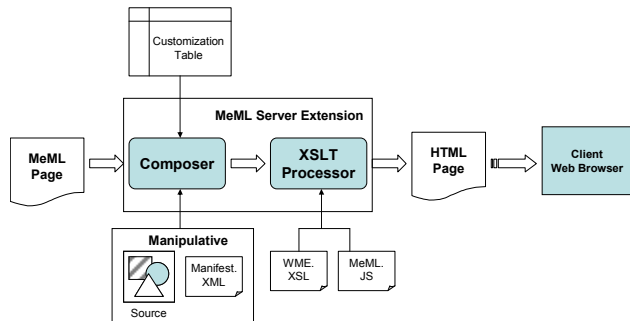 Customization
Table
MeML Server Extension
MeML
Page
Composer
XSLT
Processor
HTML
Page
Client
Web Browser
Manipulative
Manifest.
XML
Source
WME.
XSL
MeML.
JS